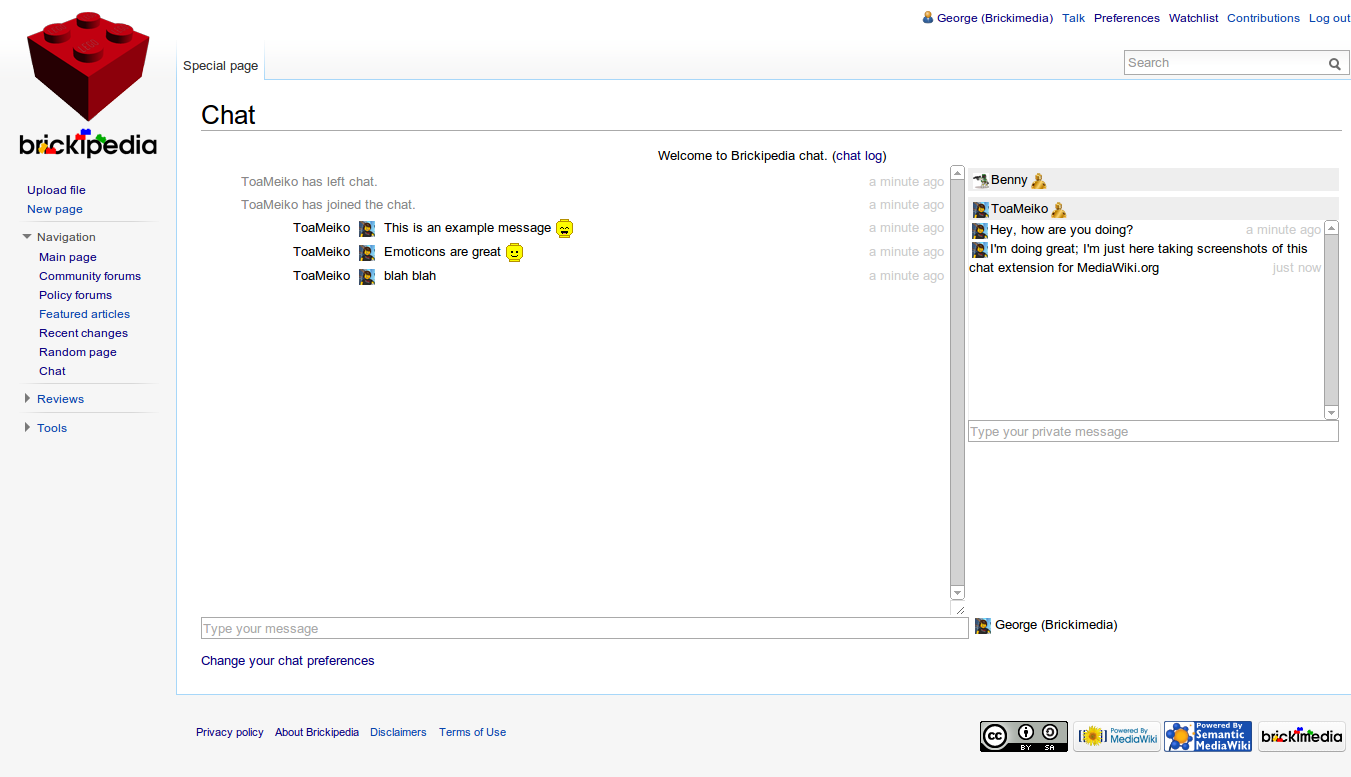 George (Brickimedia) Talk Preferences Watchlist Contributions Log out
Special page
Search
brickipedia
Upload file
New page
Navigation
Main page
Community forums
Policy forums
Featured articles
Recent changes
Random page
Chat
Reviews
Tools
Chat
Welcome to Brickipedia chat. (chat log)
ToaMeiko has left chat. a minute ago
ToaMeiko has joined the chat. a minute ago
ToaMeiko This is an example message a minute ago
ToaMeiko Emoticons are great a minute ago
ToaMeiko blah blah a minute ago
Type your message
Change your chat preferences
Benny
ToaMeiko
Hey, how are you doing? a minute ago
I'm doing great; I'm just here taking screenshots of this
chat extension for MediaWiki.org just now
Type your private message
George (Brickimedia)
Privacy policy About Brickipedia Disclaimers Terms of Use
cc BY SA
Powered By
MediaWiki
Powered By
Semantic
MediaWiki
brickimedia